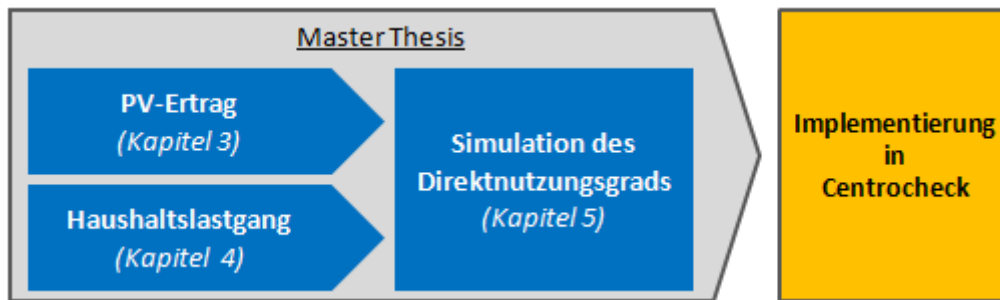 Master Thesis
PV-Ertrag
(Kapitel 3)
Haushaltslastgang
(Kapitel 4)
Simulation des
Direktnutzungsgrads
(Kapitel 5)
Implementierung
in
Centrocheck